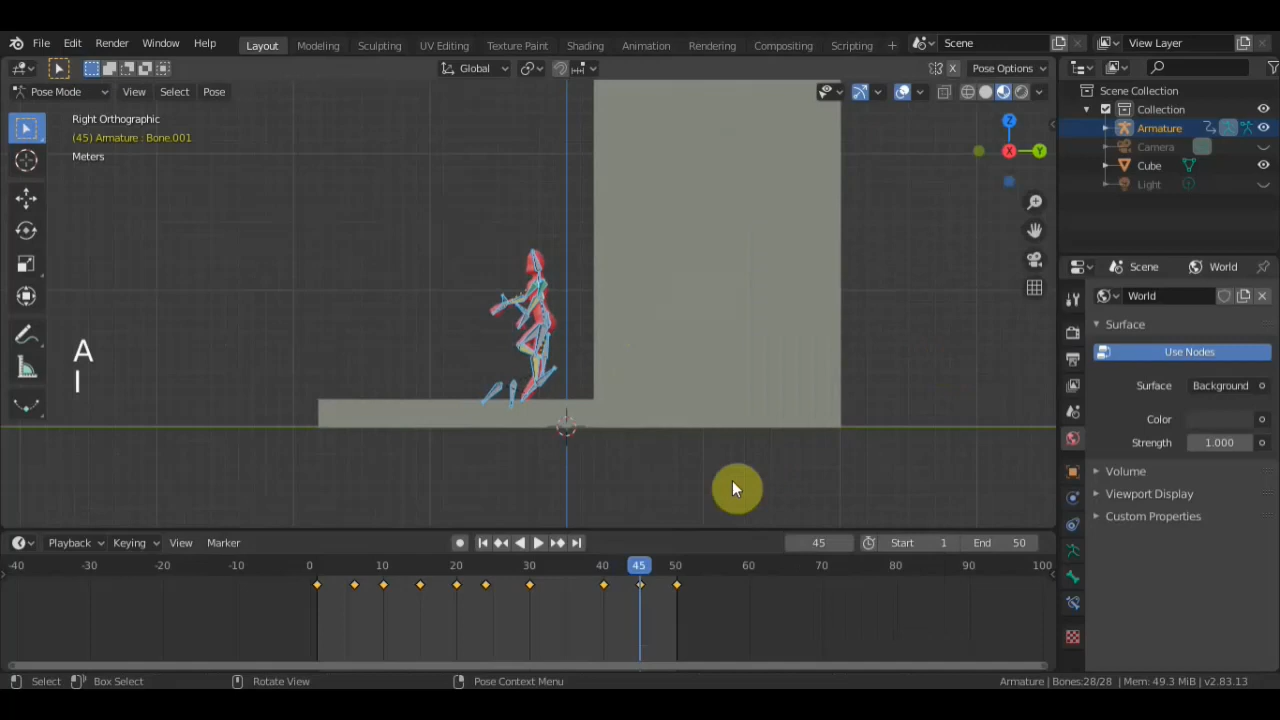 File Edit Render Window Help Layout Modeling Sculpting UV Editing Texture Paint Shading Animation Rendering Compositing Scripting + Scene View Layer
Global Pose Options
Pose Mode View Select Pose
Right Orthographic
(45) Armature : Bone.001
Meters
Z
X Y
A
I
Scene Collection
Collection
Armature
Camera
Cube
Light
Scene World
World
Surface
Use Nodes
Surface Background
Color
Strength 1.000
Volume
Viewport Display
Custom Properties
Playback Keying View Marker 45 Start 1 End 50
-40 -30 -20 -10 0 10 20 30 40 45 50 60 70 80 90 100
Select Box Select Rotate View Pose Context Menu Armature | Bones:28/28 | Mem: 49.3 MiB | v2.83.13